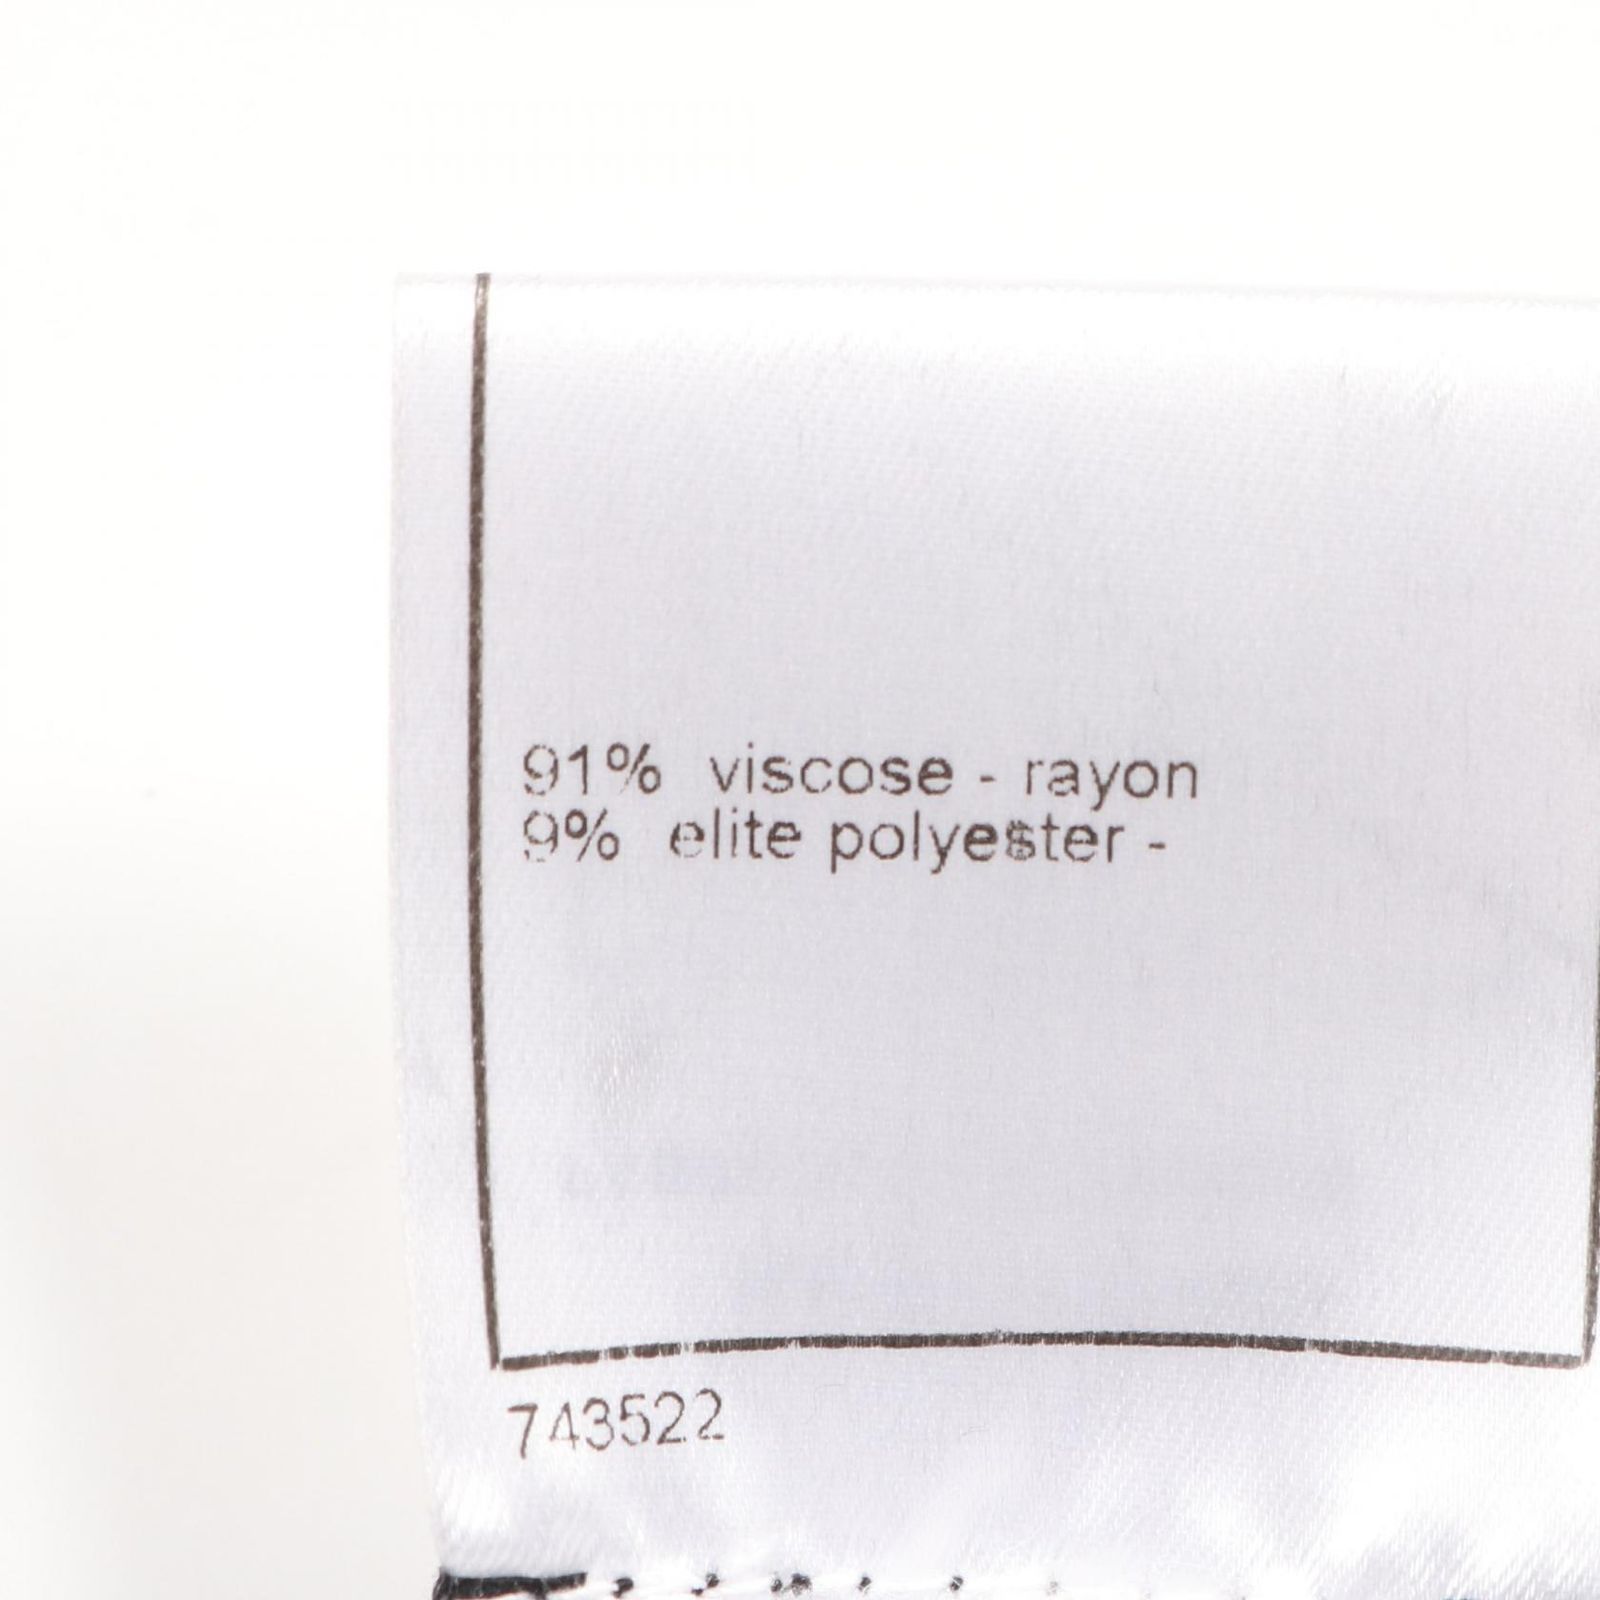 91% viscose - rayon
9% elite polyester -
743522